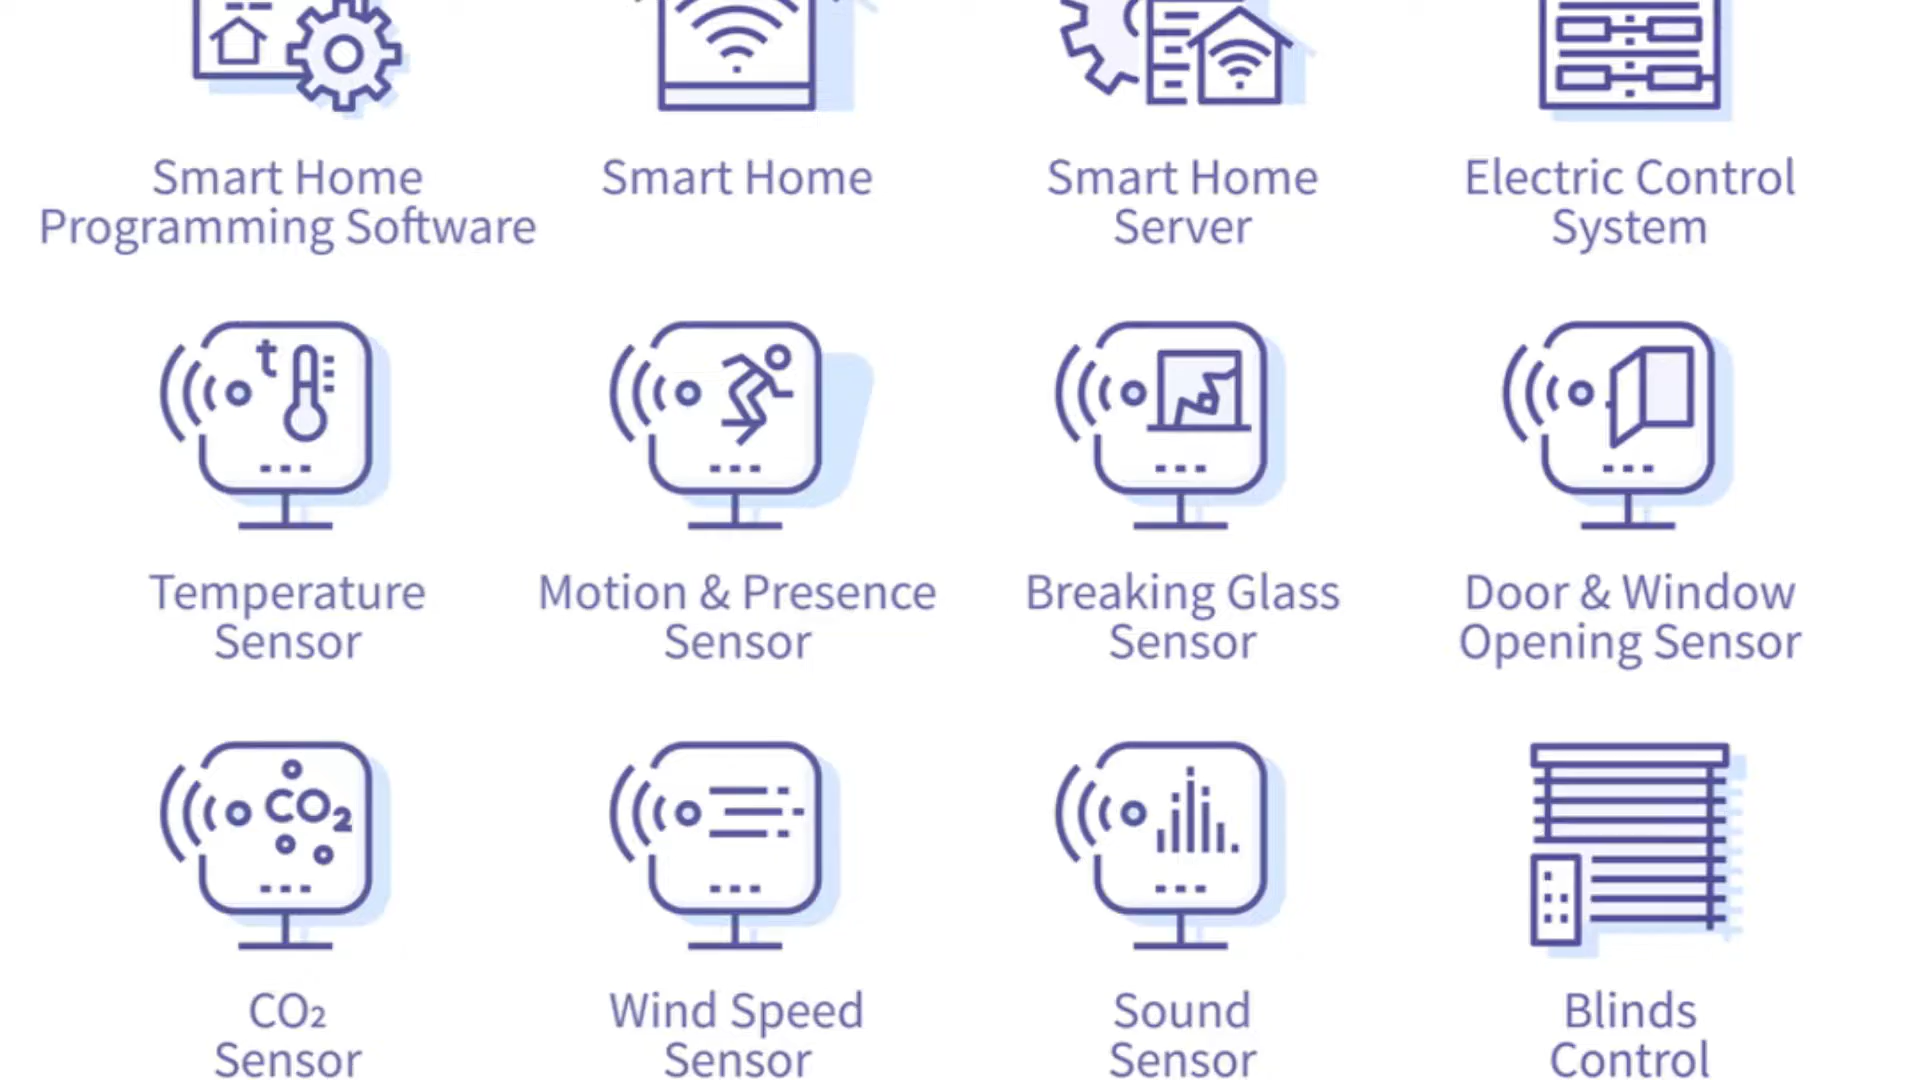 Smart Home
Programming Software
Smart Home
Smart Home
Server
Electric Control
System
t
Temperature
Sensor
Motion & Presence
Sensor
Breaking Glass
Sensor
Door & Window
Opening Sensor
CO₂
CO₂
Sensor
Wind Speed
Sensor
Sound
Sensor
Blinds
Control